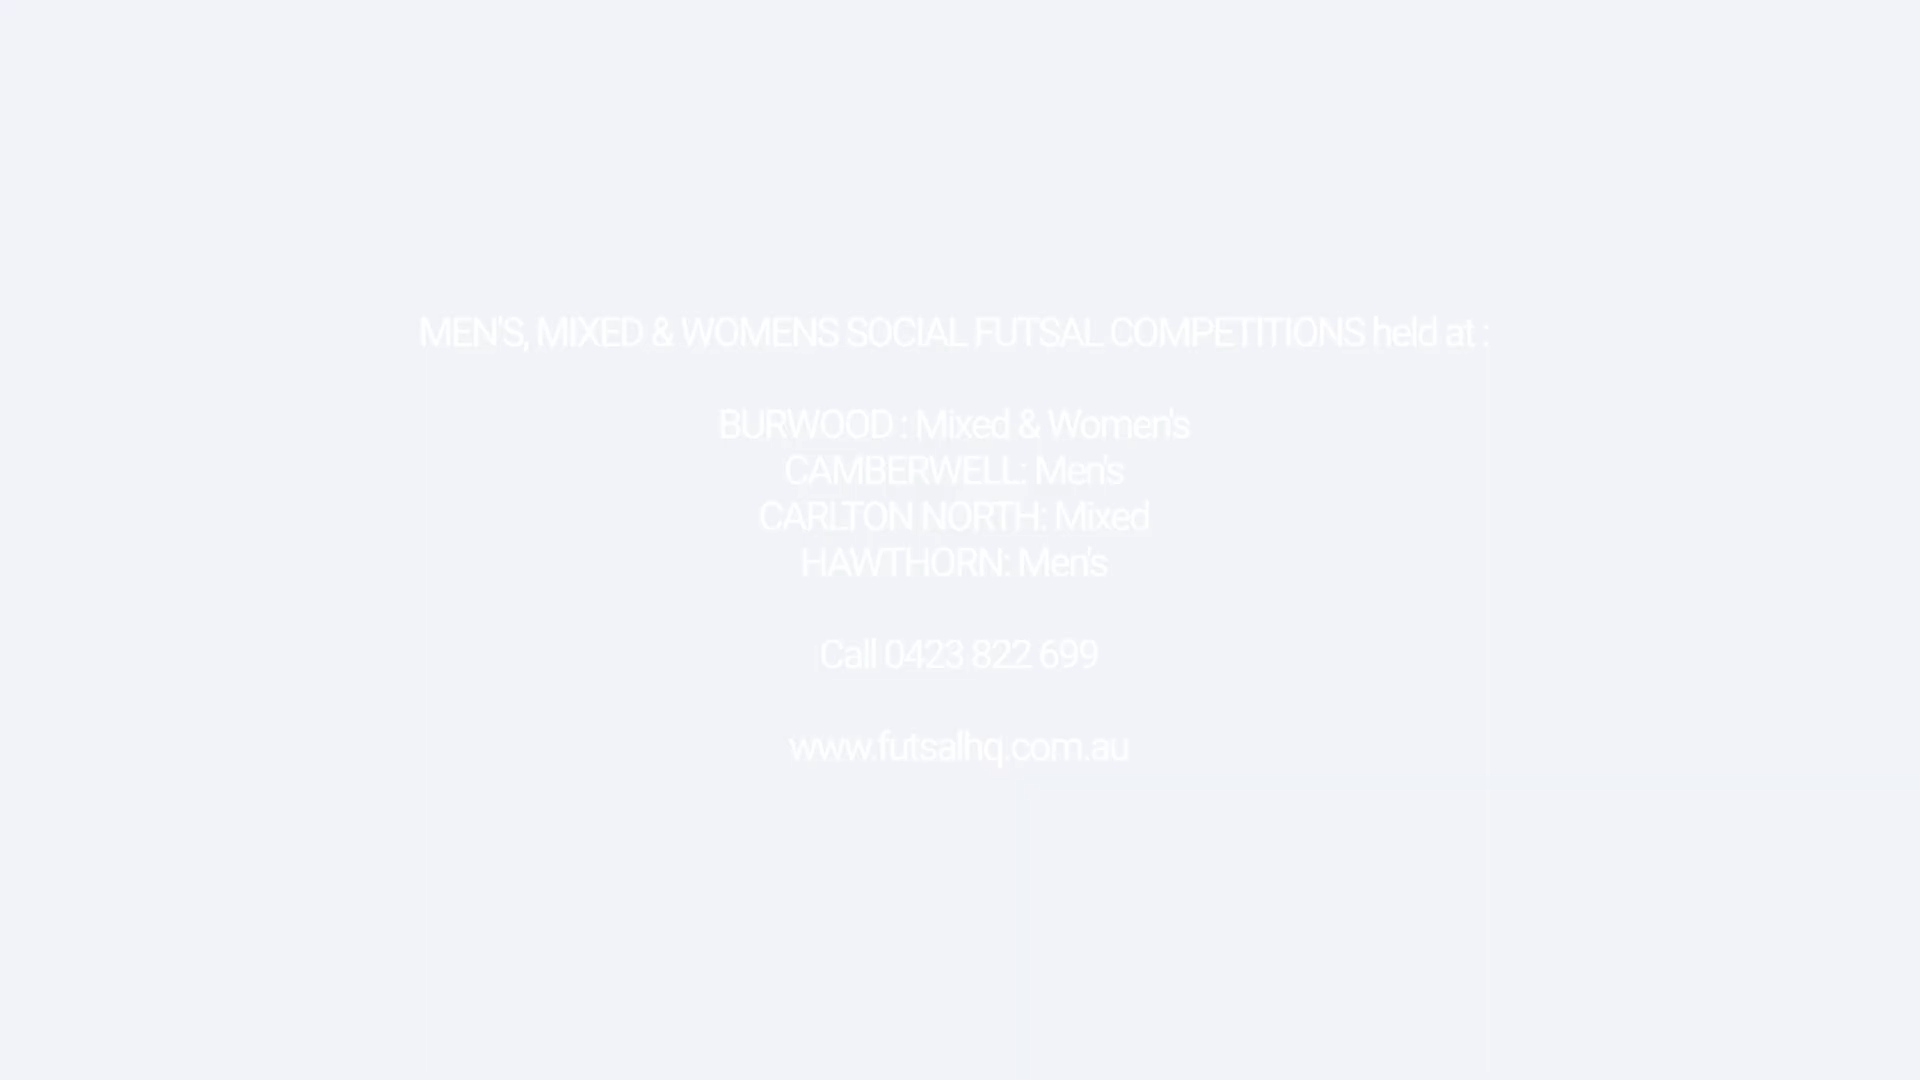 MEN'S, MIXED & WOMENS SOCIAL FUTSAL COMPETITIONS held at :
BURWOOD : Mixed & Women's
CAMBERWELL: Men's
CARLTON NORTH: Mixed
HAWTHORN: Men's
Call 0423 822 699
www.futsalhq.com.au